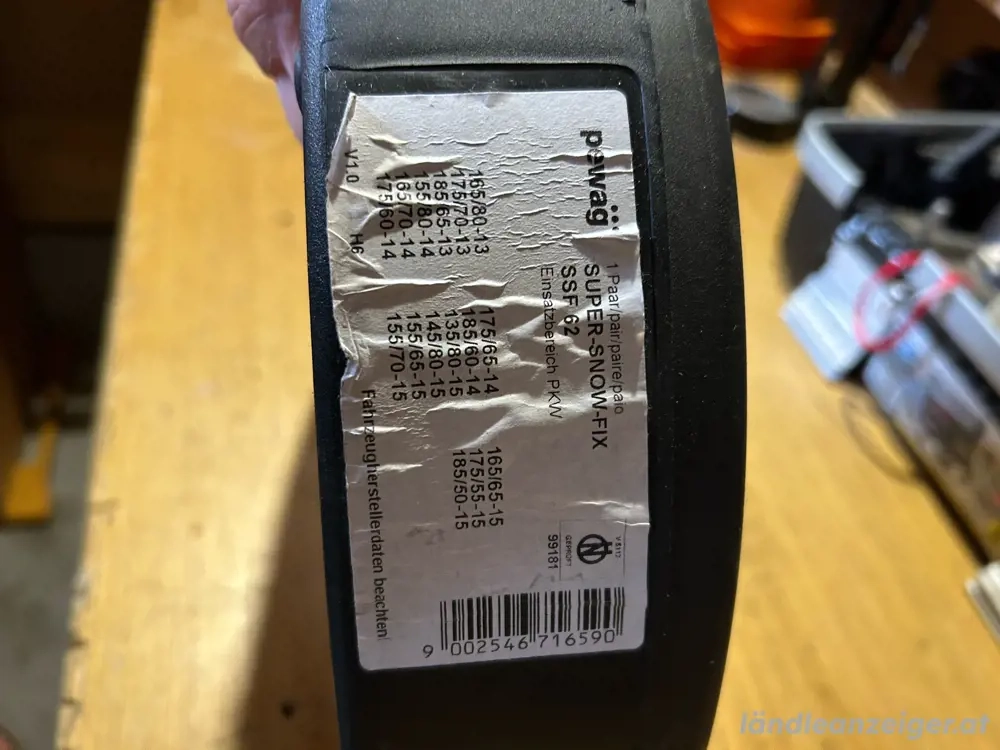 pewag
1 Paar/pair/paire/paio
SUPER-SNOW-FIX
SSF 62
Einsatzbereich PKW
V 5117
GEPRÜFT
99181
165/80-13
175/70-13
185/65-13
155/80-14
165/70-14
175/60-14
175/65-14
185/60-14
135/80-15
145/80-15
155/65-15
155/70-15
165/65-15
175/55-15
185/50-15
V1.0 H6
Fahrzeugherstellerdaten beachten!
9 002546 716590
ländleanzeiger.at